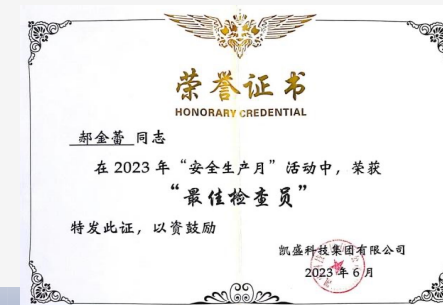 荣誉证书
HONORARY CREDENTIAL
郝金蕾 同志
在 2023 年“安全生产月”活动中，荣获
“最佳检查员”
特发此证，以资鼓励
凯盛科技集团有限公司
2023 年 6 月